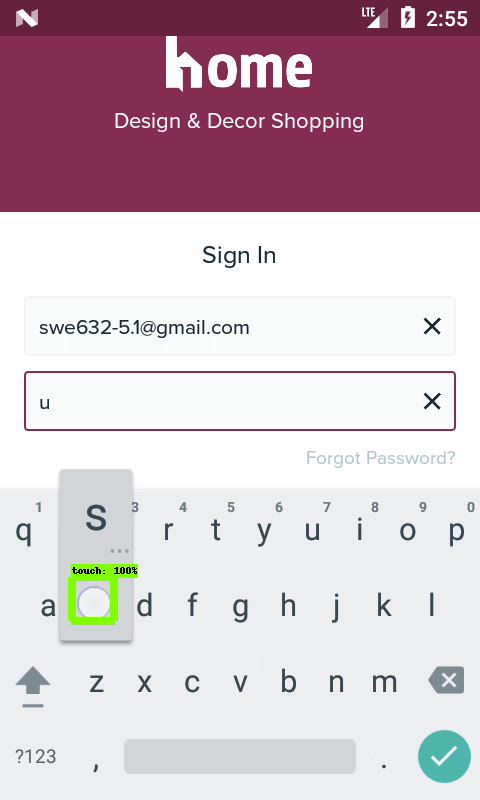 LTE 2:55
home
Design & Decor Shopping
Sign In
swe632-5.1@gmail.com
u
Forgot Password?
q 1 3 r 4 t 5 y 6 u 7 i 8 o 9 p 0
s
touch: 100%
a d f g h j k l
z x c v b n m
?123 , .